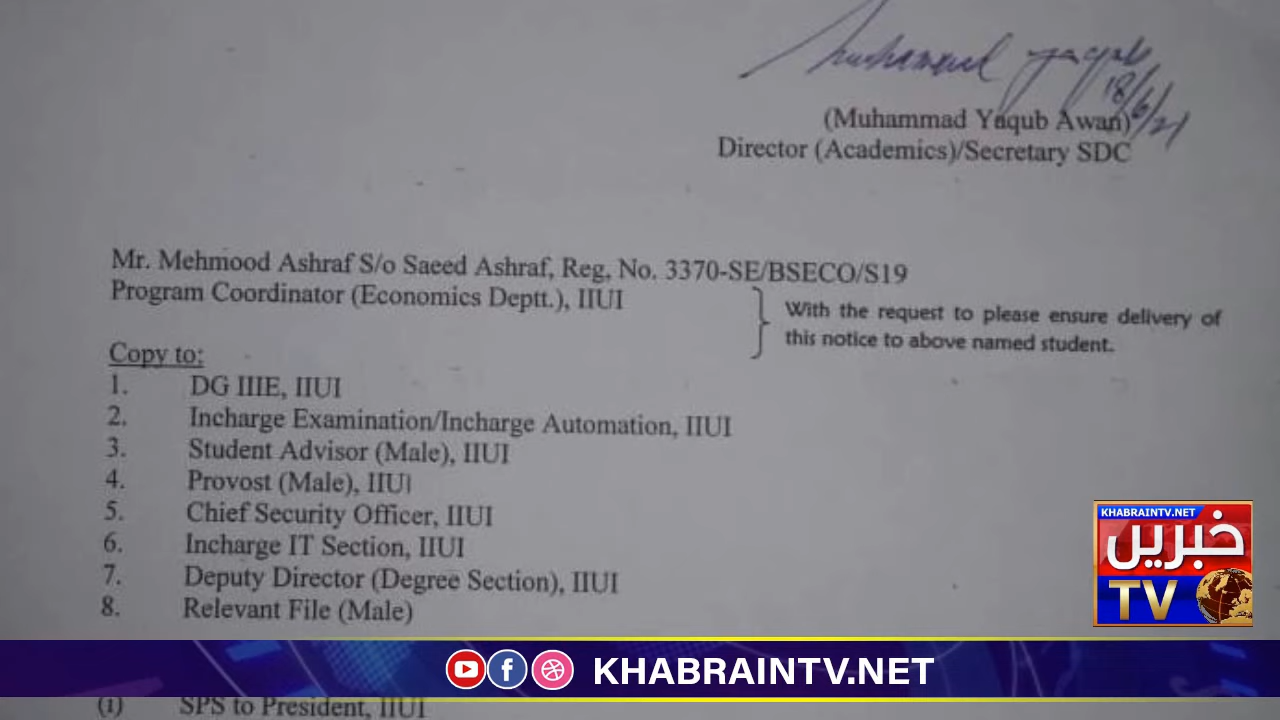 Muhammad Yaqub
18/6/21
(Muhammad Yaqub Awan)
Director (Academics)/Secretary SDC
Mr. Mehmood Ashraf S/o Saeed Ashraf, Reg, No. 3370-SE/BSECO/S19
Program Coordinator (Economics Deptt.), IIUI
With the request to please ensure delivery of
this notice to above named student.
Copy to:
1. DG IIIE, IIUI
2. Incharge Examination/Incharge Automation, IIUI
3. Student Advisor (Male), IIUI
4. Provost (Male), IIUI
5. Chief Security Officer, IIUI
6. Incharge IT Section, IIUI
7. Deputy Director (Degree Section), IIUI
8. Relevant File (Male)
KHABRAINTV.NET
خبریں
TV
KHABRAINTV.NET
(i) SPS to President, IIUI